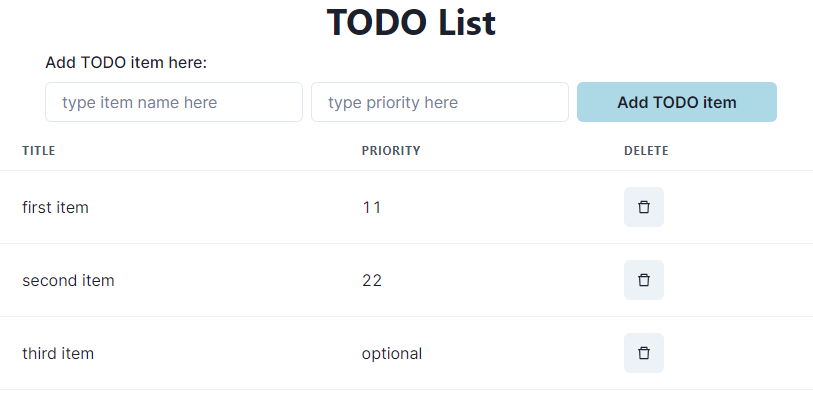 TODO List
Add TODO item here:
type item name here type priority here Add TODO item
TITLE PRIORITY DELETE
first item 11
second item 22
third item optional